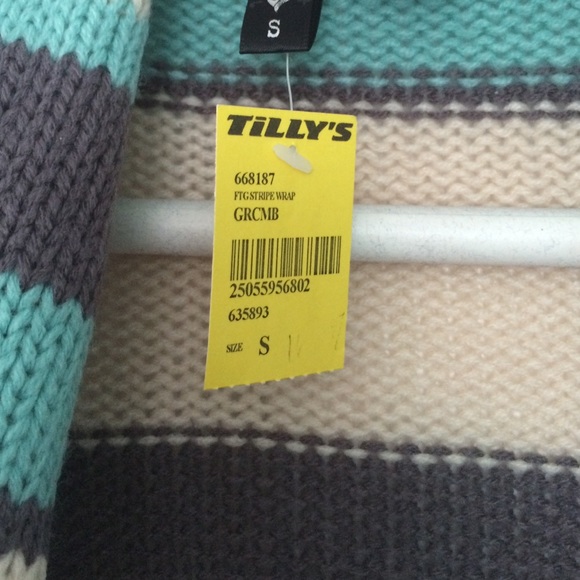 S
TiLLY'S
668187
FTG STRIPE WRAP
GRCMB
25055956802
635893
SIZE S